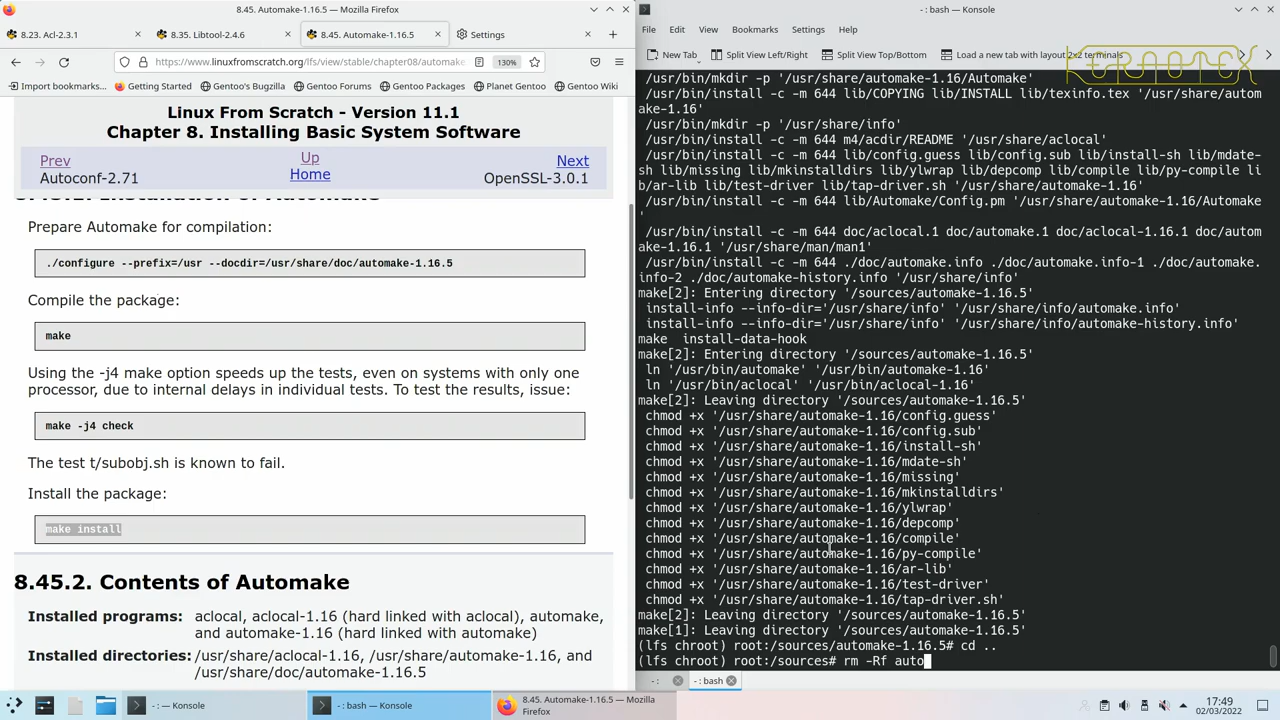 8.45. Automake-1.16.5 — Mozilla Firefox
8.23. Acl-2.3.1
8.35. Libtool-2.4.6
8.45. Automake-1.16.5
Settings
https://www.linuxfromscratch.org/lfs/view/stable/chapter08/automake
130%
Import bookmarks...
Getting Started
Gentoo's Bugzilla
Gentoo Forums
Gentoo Packages
Planet Gentoo
Gentoo Wiki
Linux From Scratch - Version 11.1
Chapter 8. Installing Basic System Software
Prev
Up
Next
Autoconf-2.71
Home
OpenSSL-3.0.1
8.45.1. Installation of Automake
Prepare Automake for compilation:
./configure --prefix=/usr --docdir=/usr/share/doc/automake-1.16.5
Compile the package:
make
Using the -j4 make option speeds up the tests, even on systems with only one
processor, due to internal delays in individual tests. To test the results, issue:
make -j4 check
The test t/subobj.sh is known to fail.
Install the package:
make install
8.45.2. Contents of Automake
Installed programs: aclocal, aclocal-1.16 (hard linked with aclocal), automake,
and automake-1.16 (hard linked with automake)
Installed directories: /usr/share/aclocal-1.16, /usr/share/automake-1.16, and
/usr/share/doc/automake-1.16.5
- : bash — Konsole
File Edit View Bookmarks Settings Help
New Tab
Split View Left/Right
Split View Top/Bottom
Load a new tab with layout 2×2 terminals
KERNOTEX
/usr/bin/mkdir -p '/usr/share/automake-1.16/Automake'
/usr/bin/install -c -m 644 lib/COPYING lib/INSTALL lib/texinfo.tex '/usr/share/autom
ake-1.16'
/usr/bin/mkdir -p '/usr/share/info'
/usr/bin/install -c -m 644 m4/acdir/README '/usr/share/aclocal'
/usr/bin/install -c -m 644 lib/config.guess lib/config.sub lib/install-sh lib/mdate-
sh lib/missing lib/mkinstalldirs lib/ylwrap lib/depcomp lib/compile lib/py-compile li
b/ar-lib lib/test-driver lib/tap-driver.sh '/usr/share/automake-1.16'
/usr/bin/install -c -m 644 lib/Automake/Config.pm '/usr/share/automake-1.16/Automake
'
/usr/bin/install -c -m 644 doc/aclocal.1 doc/automake.1 doc/aclocal-1.16.1 doc/autom
ake-1.16.1 '/usr/share/man/man1'
/usr/bin/install -c -m 644 ./doc/automake.info ./doc/automake.info-1 ./doc/automake.
info-2 ./doc/automake-history.info '/usr/share/info'
make[2]: Entering directory '/sources/automake-1.16.5'
install-info --info-dir='/usr/share/info' '/usr/share/info/automake.info'
install-info --info-dir='/usr/share/info' '/usr/share/info/automake-history.info'
make  install-data-hook
make[2]: Entering directory '/sources/automake-1.16.5'
ln '/usr/bin/automake' '/usr/bin/automake-1.16'
ln '/usr/bin/aclocal' '/usr/bin/aclocal-1.16'
make[2]: Leaving directory '/sources/automake-1.16.5'
chmod +x '/usr/share/automake-1.16/config.guess'
chmod +x '/usr/share/automake-1.16/config.sub'
chmod +x '/usr/share/automake-1.16/install-sh'
chmod +x '/usr/share/automake-1.16/mdate-sh'
chmod +x '/usr/share/automake-1.16/missing'
chmod +x '/usr/share/automake-1.16/mkinstalldirs'
chmod +x '/usr/share/automake-1.16/ylwrap'
chmod +x '/usr/share/automake-1.16/depcomp'
chmod +x '/usr/share/automake-1.16/compile'
chmod +x '/usr/share/automake-1.16/py-compile'
chmod +x '/usr/share/automake-1.16/ar-lib'
chmod +x '/usr/share/automake-1.16/test-driver'
chmod +x '/usr/share/automake-1.16/tap-driver.sh'
make[2]: Leaving directory '/sources/automake-1.16.5'
make[1]: Leaving directory '/sources/automake-1.16.5'
(lfs chroot) root:/sources/automake-1.16.5# cd ..
(lfs chroot) root:/sources# rm -Rf auto
- :
- : bash
- : — Konsole
- : bash — Konsole
8.45. Automake-1.16.5 — Mozilla
Firefox
17:49
02/03/2022